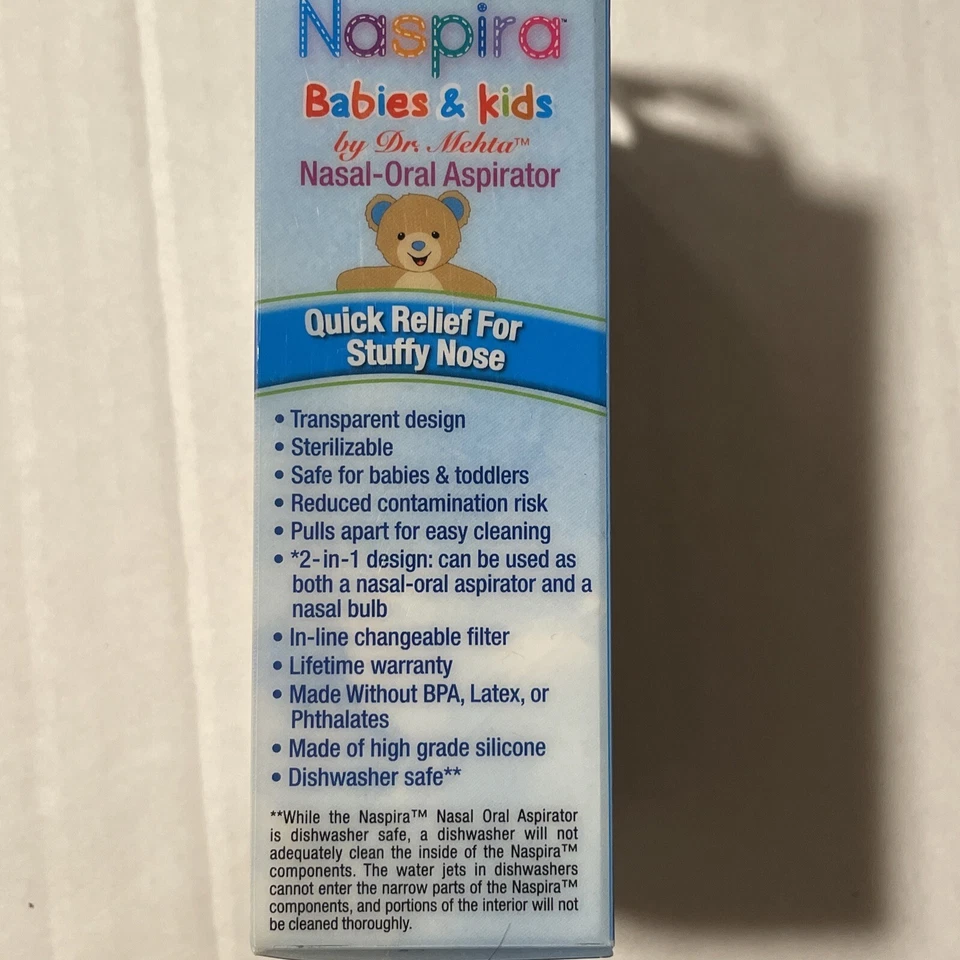 Naspira™
Babies & kids
by Dr. Mehta™
Nasal-Oral Aspirator
Quick Relief For
Stuffy Nose
• Transparent design
• Sterilizable
• Safe for babies & toddlers
• Reduced contamination risk
• Pulls apart for easy cleaning
• *2-in-1 design: can be used as
both a nasal-oral aspirator and a
nasal bulb
• In-line changeable filter
• Lifetime warranty
• Made Without BPA, Latex, or
Phthalates
• Made of high grade silicone
• Dishwasher safe**
**While the Naspira™ Nasal Oral Aspirator
is dishwasher safe, a dishwasher will not
adequately clean the inside of the Naspira™
components. The water jets in dishwashers
cannot enter the narrow parts of the Naspira™
components, and portions of the interior will not
be cleaned thoroughly.